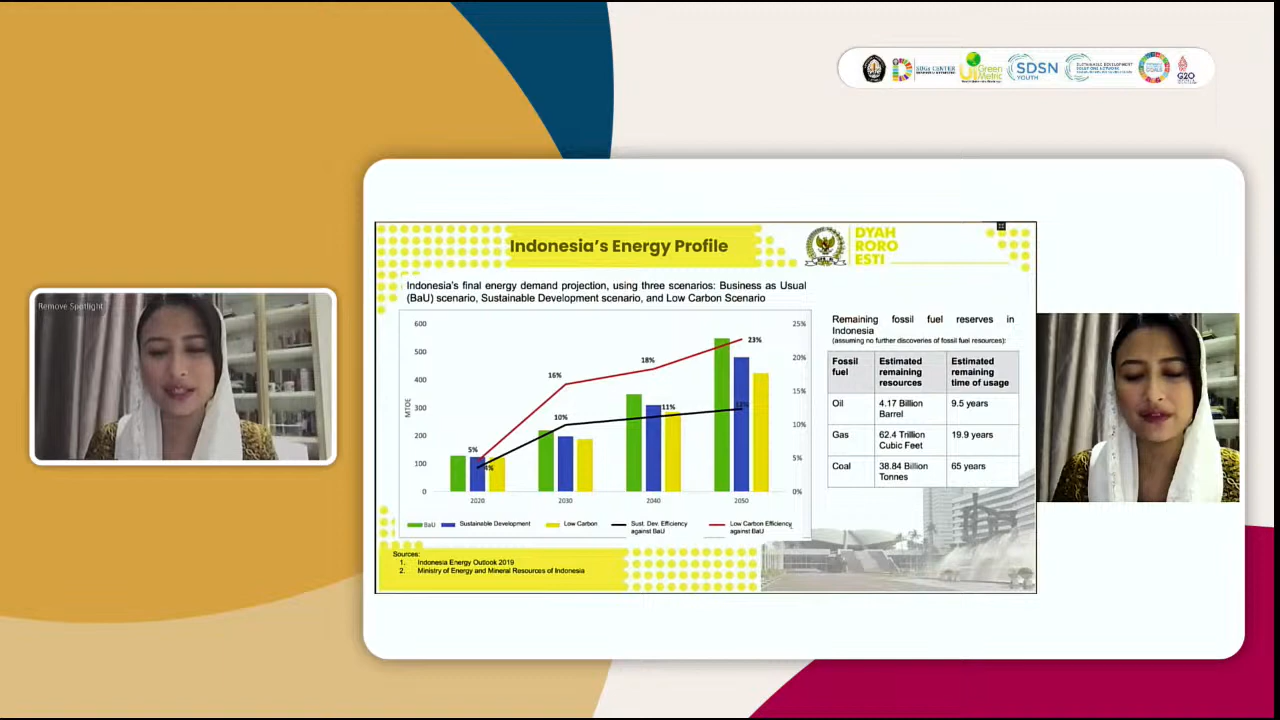 UI Green
Metric
SDSN
YOUTH
G20
Remove Spotlight
Indonesia's Energy Profile
DYAH
RORO
ESTI
Indonesia's final energy demand projection, using three scenarios: Business as Usual
(BaU) scenario, Sustainable Development scenario, and Low Carbon Scenario
600
500
400
300
200
100
0
MTOE
25%
20%
15%
10%
5%
0%
5%
4%
16%
10%
18%
11%
23%
12%
2020
2030
2040
2050
BaU
Sustainable Development
Low Carbon
Sust. Dev. Efficiency
against BaU
Low Carbon Efficiency
against BaU
Remaining fossil fuel reserves in
Indonesia
(assuming no further discoveries of fossil fuel resources):
Fossil fuel Estimated remaining resources Estimated remaining time of usage
Oil 4.17 Billion Barrel 9.5 years
Gas 62.4 Trillion Cubic Feet 19.9 years
Coal 38.84 Billion Tonnes 65 years
Sources:
1. Indonesia Energy Outlook 2019
2. Ministry of Energy and Mineral Resources of Indonesia